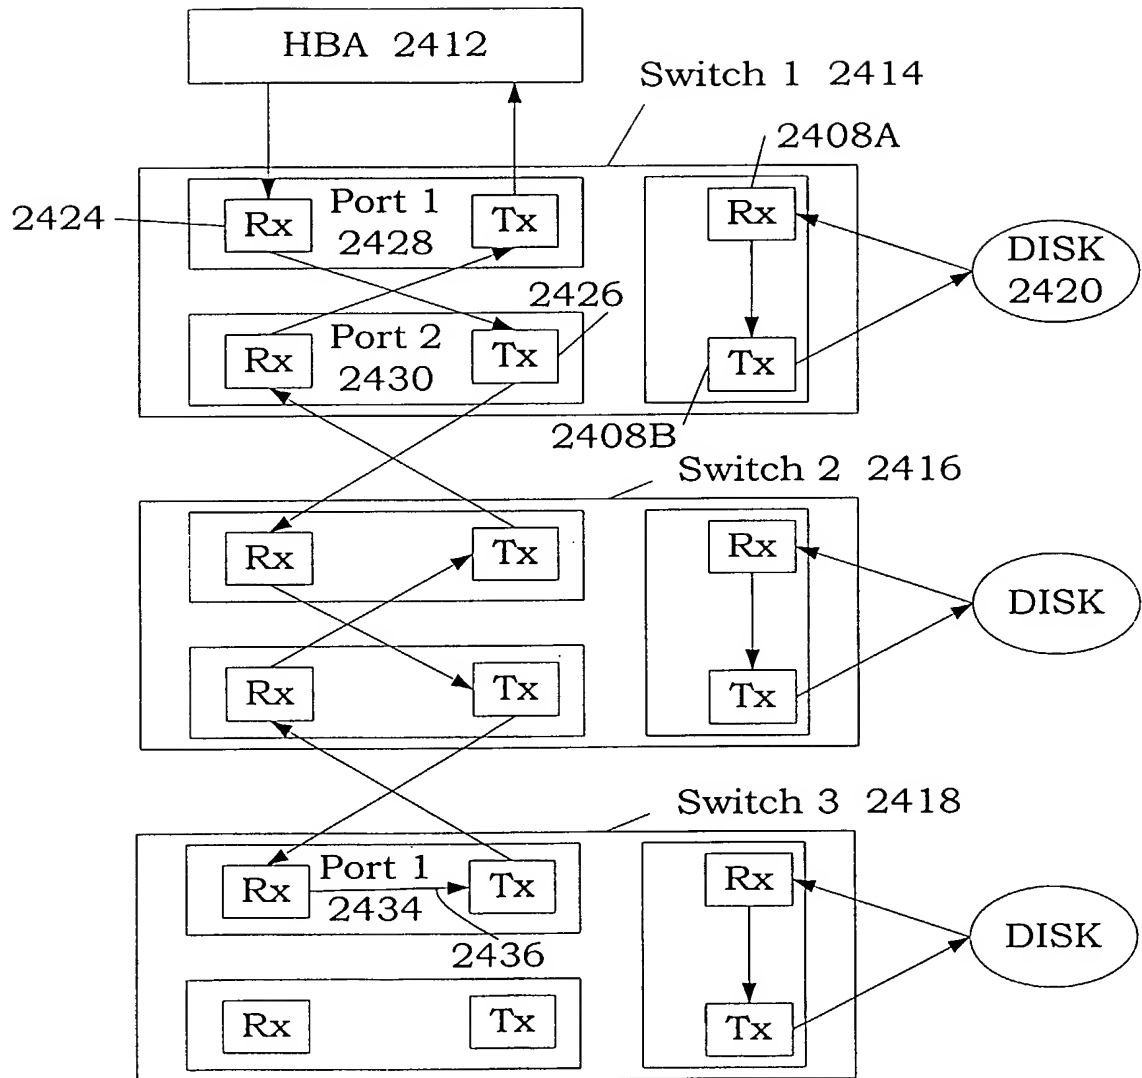 HBA 2412
Switch 1 2414
2408A
2424
Rx
Port 1
2428
Tx
Rx
DISK
2420
2426
Rx
Port 2
2430
Tx
Tx
2408B
Switch 2 2416
Rx
Tx
Rx
DISK
Rx
Tx
Tx
Switch 3 2418
Rx
Port 1
2434
Tx
Rx
DISK
2436
Rx
Tx
Tx